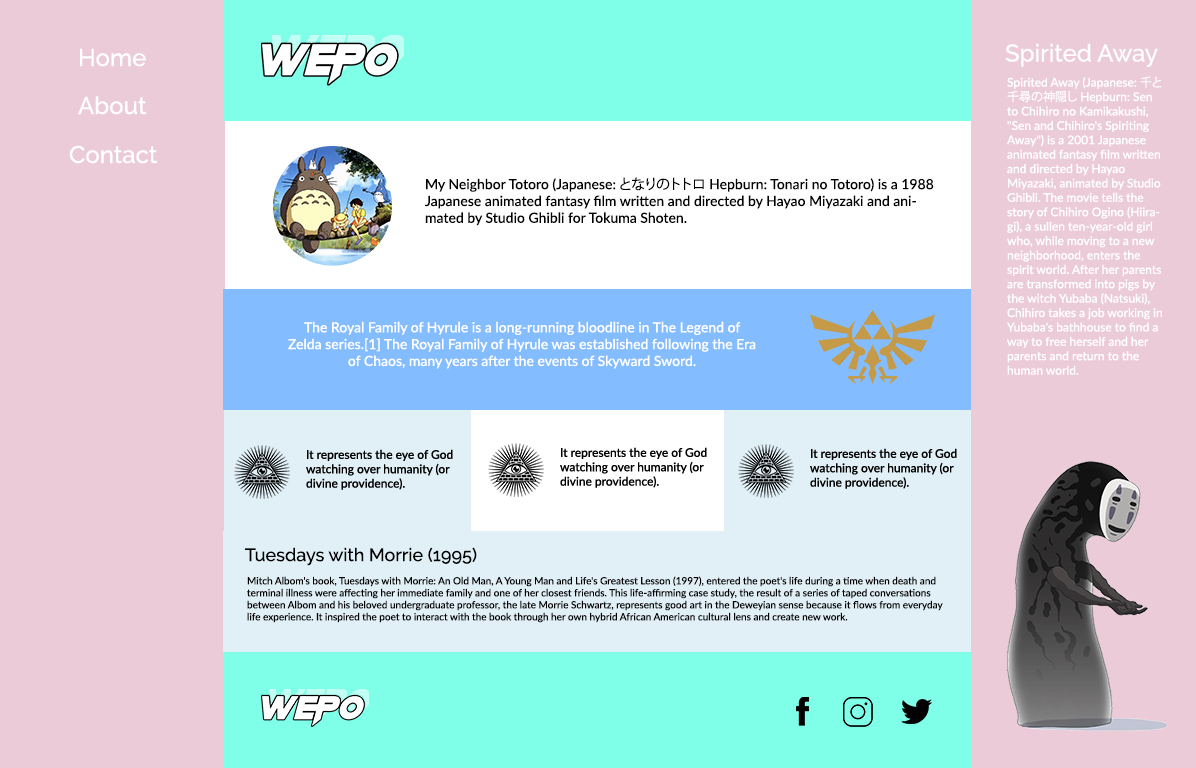 Home
About
Contact
WEPO
My Neighbor Totoro (Japanese: となりのトトロ Hepburn: Tonari no Totoro) is a 1988
Japanese animated fantasy film written and directed by Hayao Miyazaki and ani-
mated by Studio Ghibli for Tokuma Shoten.
The Royal Family of Hyrule is a long-running bloodline in The Legend of
Zelda series.[1] The Royal Family of Hyrule was established following the Era
of Chaos, many years after the events of Skyward Sword.
It represents the eye of God
watching over humanity (or
divine providence).
It represents the eye of God
watching over humanity (or
divine providence).
It represents the eye of God
watching over humanity (or
divine providence).
Tuesdays with Morrie (1995)
Mitch Albom's book, Tuesdays with Morrie: An Old Man, A Young Man and Life's Greatest Lesson (1997), entered the poet's life during a time when death and
terminal illness were affecting her immediate family and one of her closest friends. This life-affirming case study, the result of a series of taped conversations
between Albom and his beloved undergraduate professor, the late Morrie Schwartz, represents good art in the Deweyian sense because it flows from everyday
life experience. It inspired the poet to interact with the book through her own hybrid African American cultural lens and create new work.
WEPO
Spirited Away
Spirited Away (Japanese: 千と
千尋の神隠し Hepburn: Sen
to Chihiro no Kamikakushi,
"Sen and Chihiro's Spiriting
Away") is a 2001 Japanese
animated fantasy film written
and directed by Hayao
Miyazaki, animated by Studio
Ghibli. The movie tells the
story of Chihiro Ogino (Hiira-
gi), a sullen ten-year-old girl
who, while moving to a new
neighborhood, enters the
spirit world. After her parents
are transformed into pigs by
the witch Yubaba (Natsuki),
Chihiro takes a job working in
Yubaba's bathhouse to find a
way to free herself and her
parents and return to the
human world.